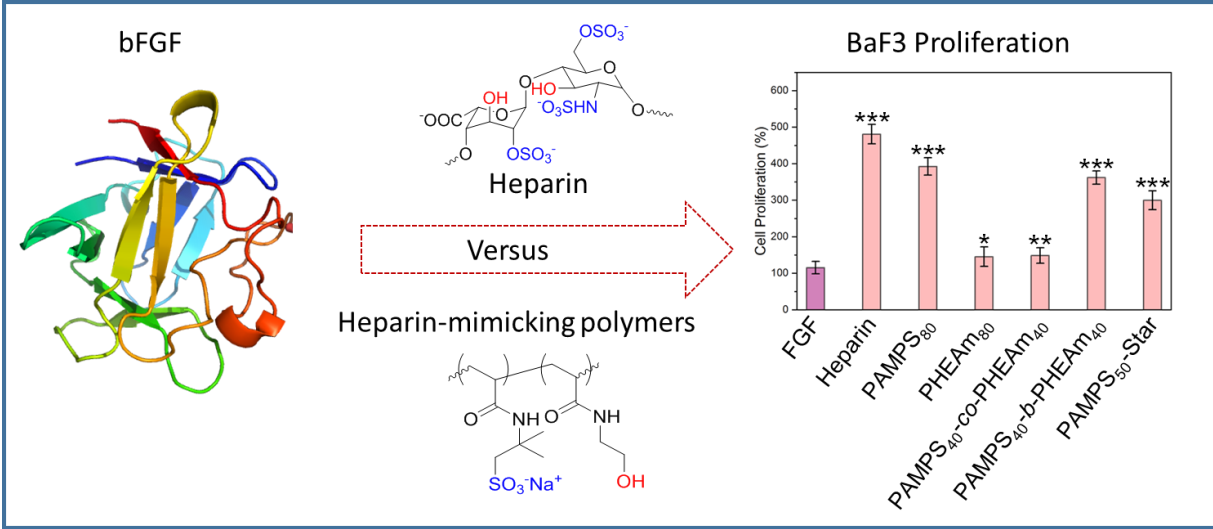 bFGF
OSO₃⁻
O
O
HO
OH
O
⁻OOC
⁻O₃SHN
O
O
OSO₃⁻
Heparin
Versus
Heparin-mimicking polymers
O
NH
O
NH
SO₃⁻Na⁺
OH
BaF3 Proliferation
Cell Proliferation (%)
600
500
400
300
200
100
0
***
***
*
**
***
***
FGF
Heparin
PAMPS₈₀
PHEAm₈₀
PAMPS₄₀-co-PHEAm₄₀
PAMPS₄₀-b-PHEAm₄₀
PAMPS₅₀-Star